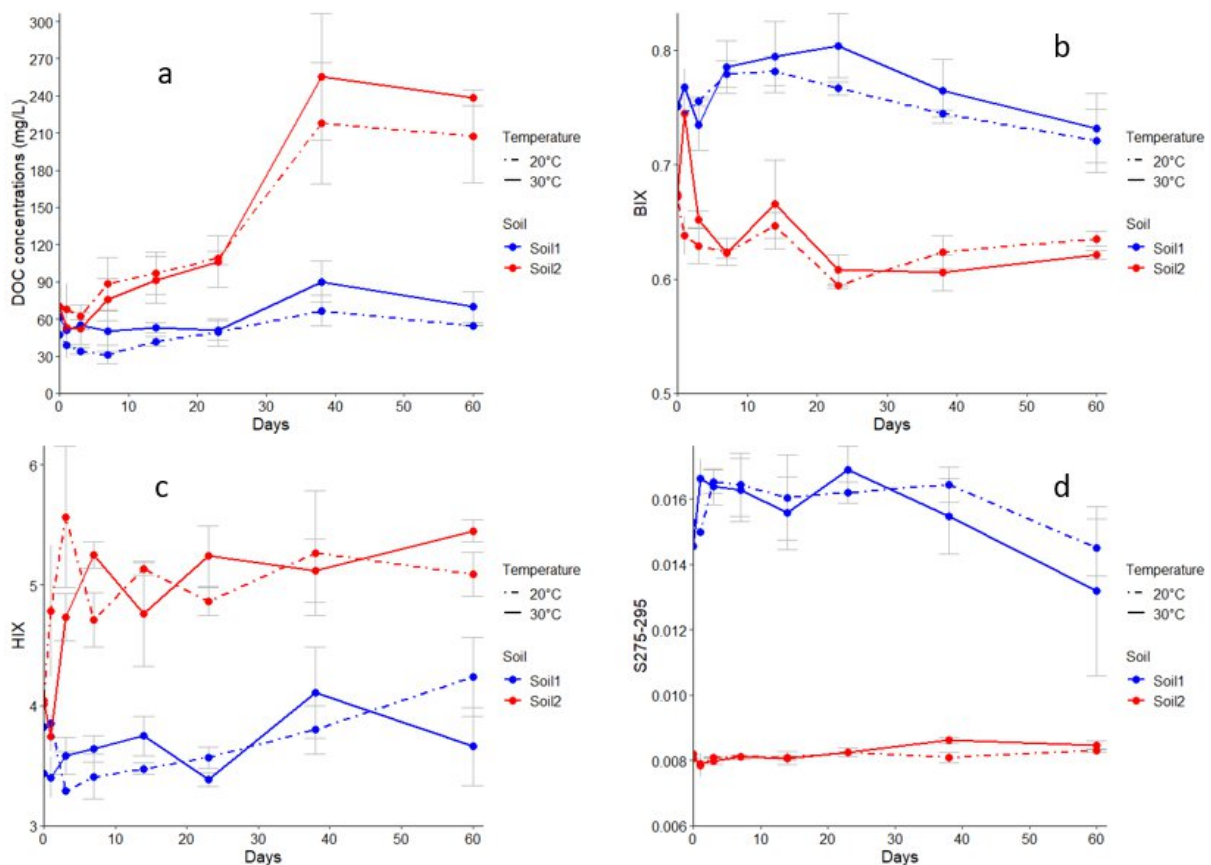 a
DOC concentrations (mg/L)
300
270
240
210
180
150
120
90
60
30
0
0 10 20 30 40 50 60
Days
Temperature
20°C
30°C
Soil
Soil1
Soil2
b
BIX
0.8
0.7
0.6
0.5
0 10 20 30 40 50 60
Days
Temperature
20°C
30°C
Soil
Soil1
Soil2
c
HIX
6
5
4
3
0 10 20 30 40 50 60
Days
Temperature
20°C
30°C
Soil
Soil1
Soil2
d
S275-295
0.016
0.014
0.012
0.010
0.008
0.006
0 10 20 30 40 50 60
Days
Temperature
20°C
30°C
Soil
Soil1
Soil2